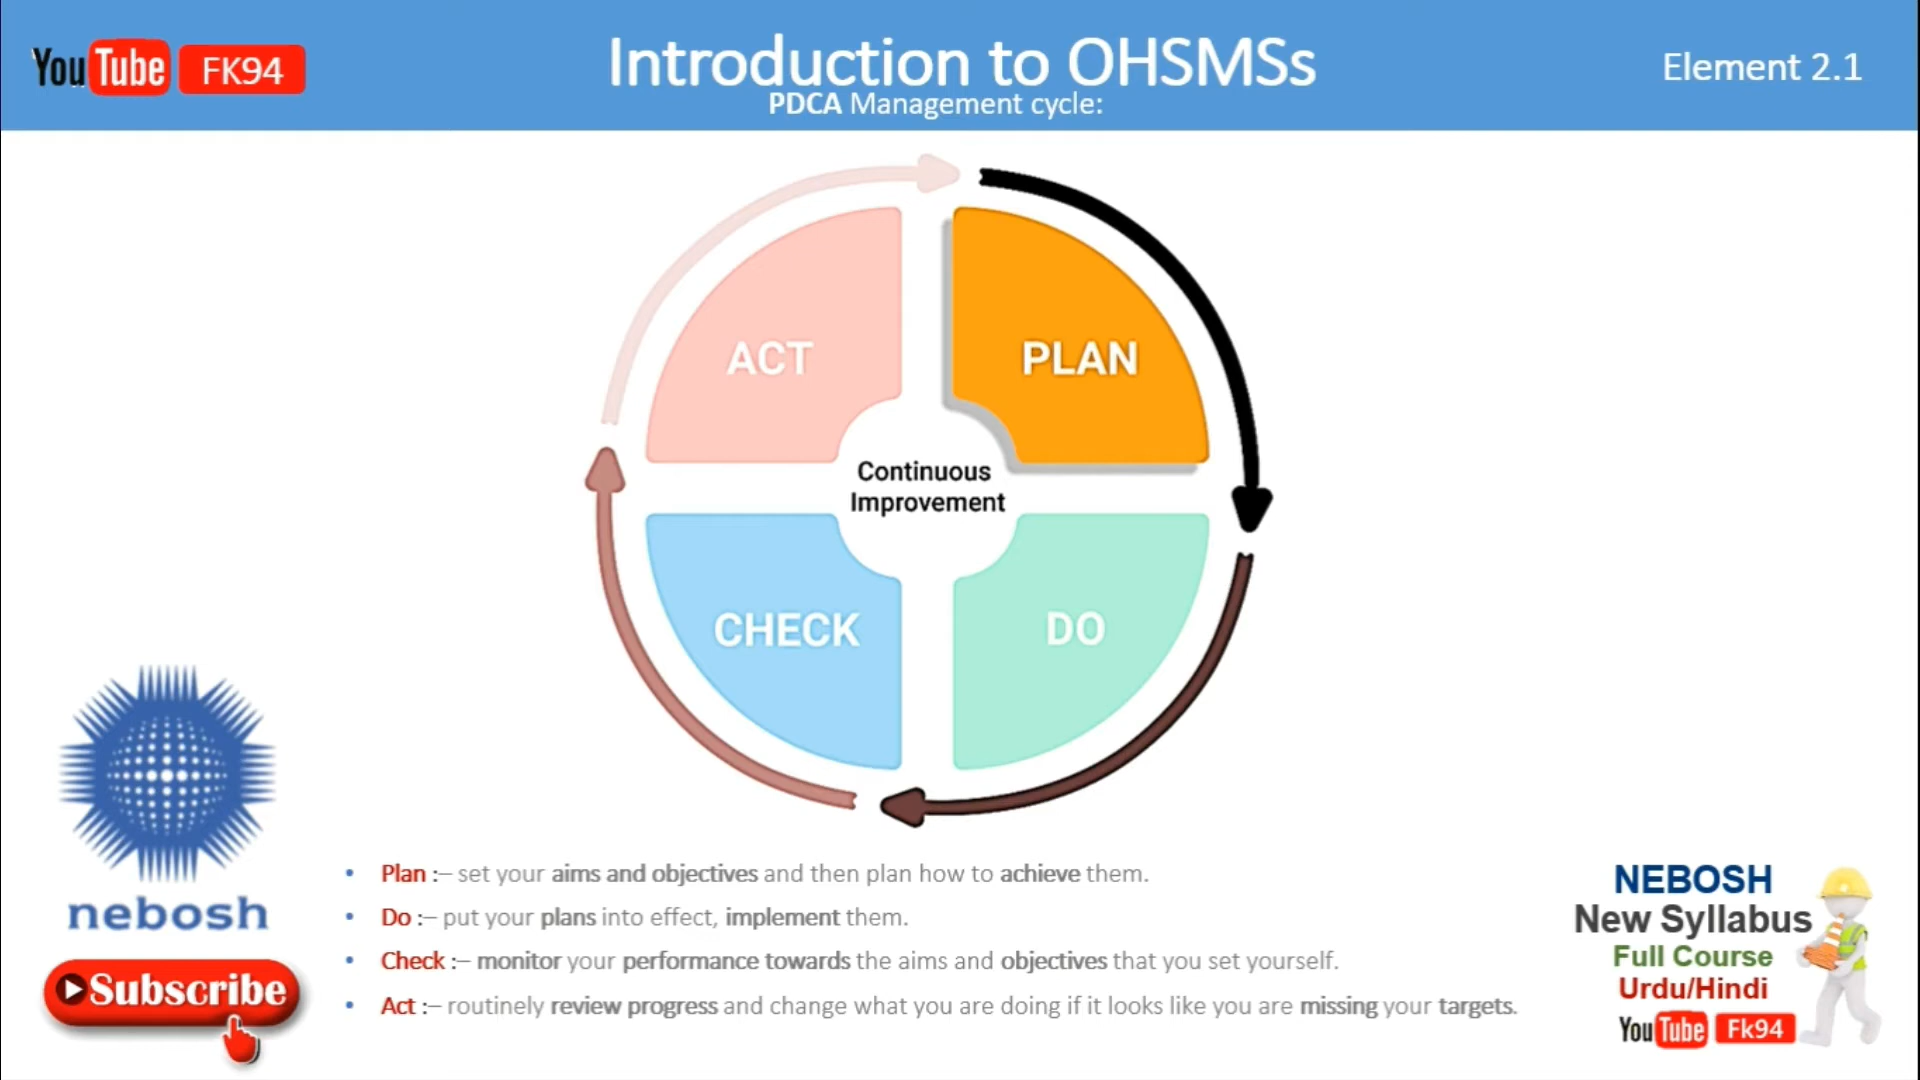 YouTube FK94
Introduction to OHSMSs
PDCA Management cycle:
Element 2.1
ACT
PLAN
Continuous
Improvement
CHECK
DO
nebosh
Subscribe
• Plan :– set your aims and objectives and then plan how to achieve them.
• Do :– put your plans into effect, implement them.
• Check :– monitor your performance towards the aims and objectives that you set yourself.
• Act :– routinely review progress and change what you are doing if it looks like you are missing your targets.
NEBOSH
New Syllabus
Full Course
Urdu/Hindi
YouTube Fk94